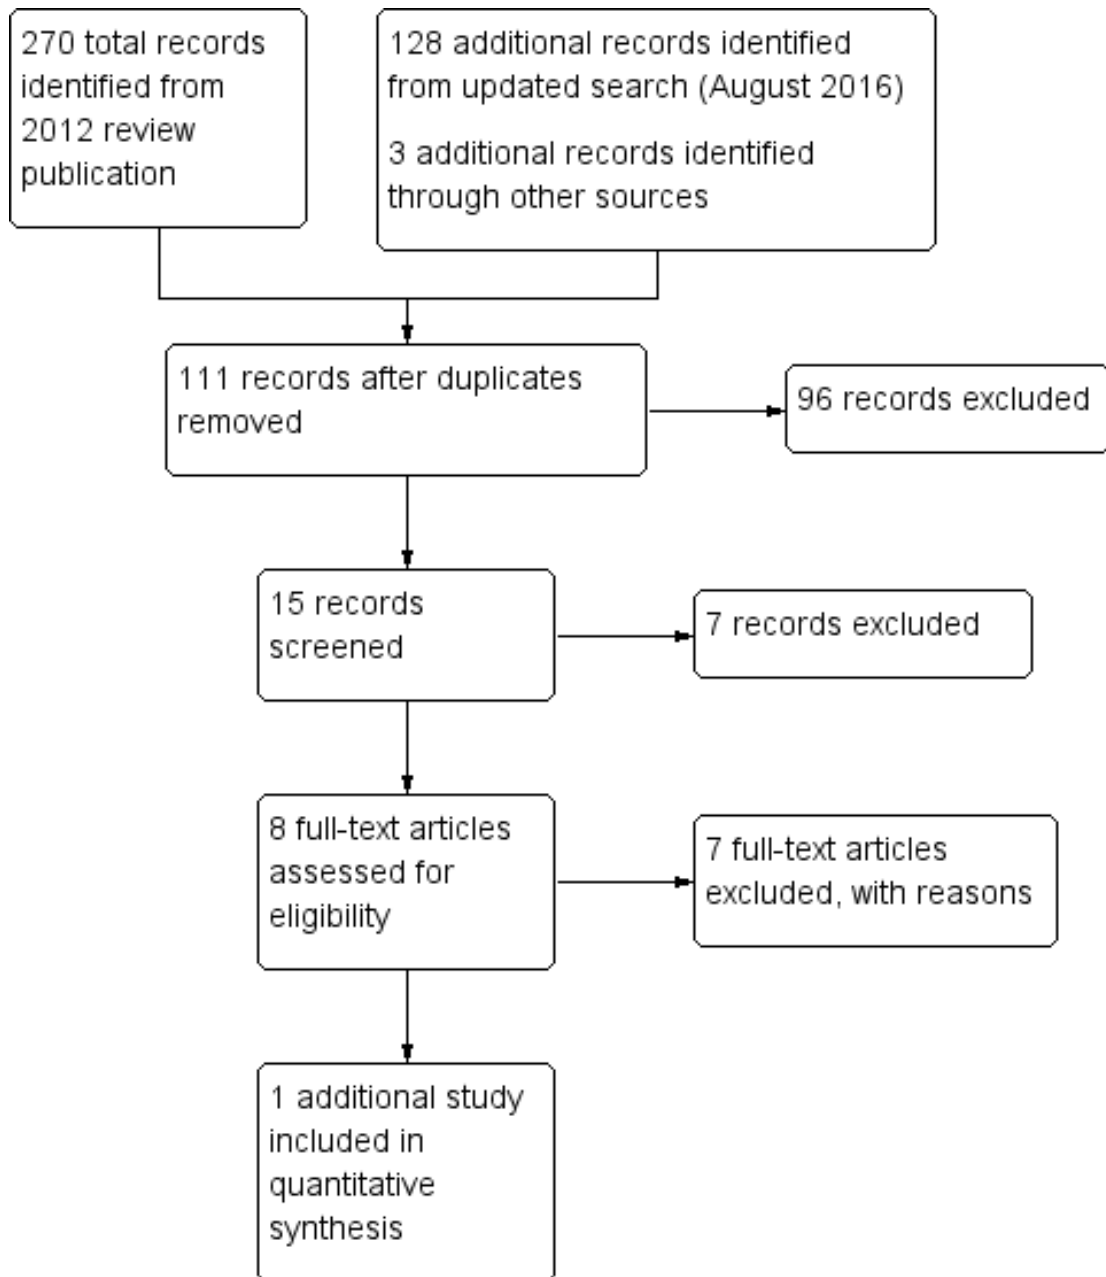 270 total records
identified from
2012 review
publication
128 additional records identified
from updated search (August 2016)
3 additional records identified
through other sources
111 records after duplicates
removed
96 records excluded
15 records
screened
7 records excluded
8 full-text articles
assessed for
eligibility
7 full-text articles
excluded, with reasons
1 additional study
included in
quantitative
synthesis